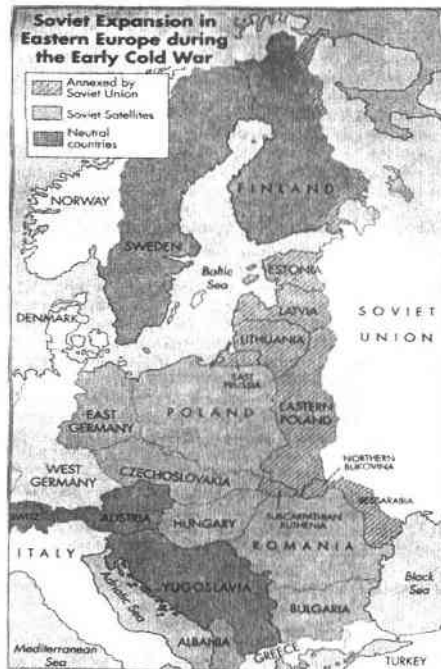 Soviet Expansion in
Eastern Europe during
the Early Cold War
Annexed by
Soviet Union
Soviet Satellites
Neutral
countries
NORWAY
FINLAND
SWEDEN
Baltic
Sea
ESTONIA
LATVIA
SOVIET
UNION
DENMARK
LITHUANIA
EAST
PRUSSIA
EAST
GERMANY
POLAND
EASTERN
POLAND
WEST
GERMANY
CZECHOSLOVAKIA
NORTHERN
BUKOVINA
BESSARABIA
SWITZ.
AUSTRIA
HUNGARY
SUBCARPATHIAN
RUTHENIA
ITALY
ROMANIA
Adriatic Sea
YUGOSLAVIA
Black
Sea
BULGARIA
ALBANIA
Mediterranean
Sea
GREECE
TURKEY